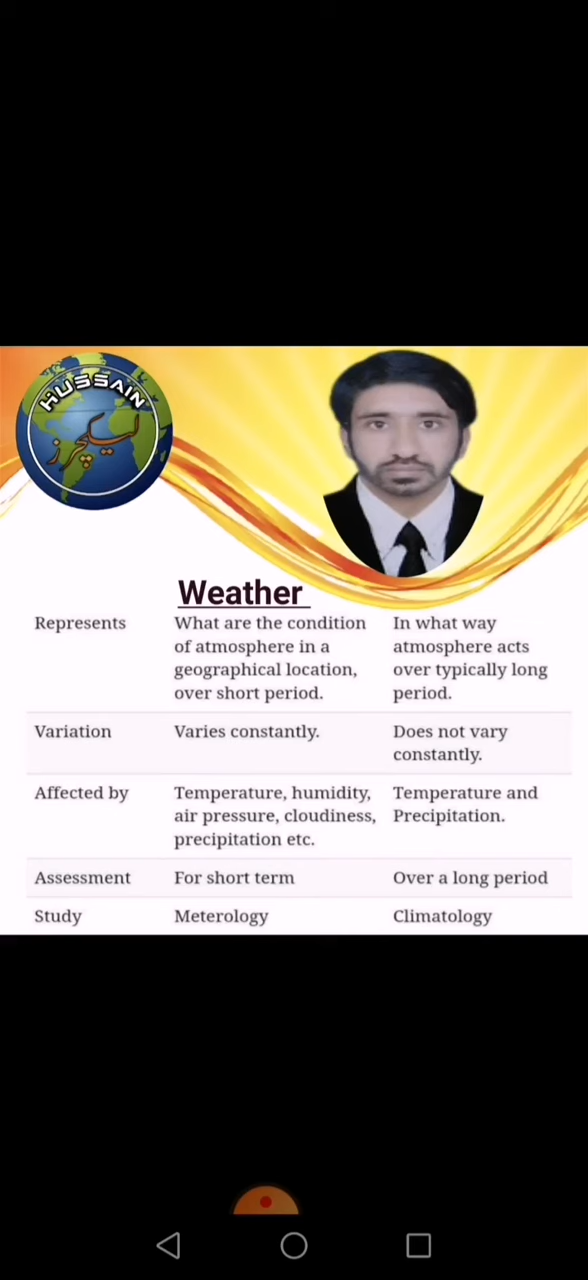 HUSSAIN
لیکچرز
Weather
Represents
What are the condition
of atmosphere in a
geographical location,
over short period.
In what way
atmosphere acts
over typically long
period.
Variation
Varies constantly.
Does not vary
constantly.
Affected by
Temperature, humidity,
air pressure, cloudiness,
precipitation etc.
Temperature and
Precipitation.
Assessment
For short term
Over a long period
Study
Meterology
Climatology